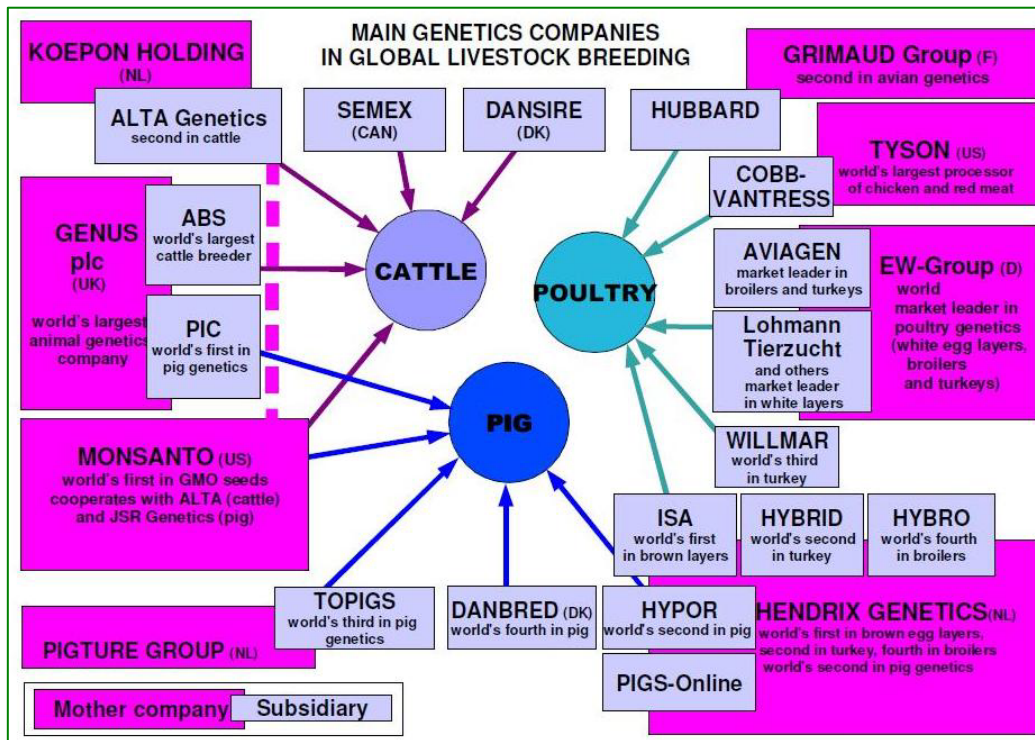 MAIN GENETICS COMPANIES
IN GLOBAL LIVESTOCK BREEDING
KOEPON HOLDING
(NL)
ALTA Genetics
second in cattle
SEMEX
(CAN)
DANSIRE
(DK)
HUBBARD
GRIMAUD Group (F)
second in avian genetics
TYSON (US)
world's largest processor
of chicken and red meat
COBB-
VANTRESS
GENUS
plc
(UK)
world's largest
animal genetics
company
ABS
world's largest
cattle breeder
PIC
world's first in
pig genetics
CATTLE
POULTRY
PIG
AVIAGEN
market leader in
broilers and turkeys
EW-Group (D)
world
market leader in
poultry genetics
(white egg layers,
broilers
and turkeys)
Lohmann
Tierzucht
and others
market leader
in white layers
WILLMAR
world's third
in turkey
MONSANTO (US)
world's first in GMO seeds
cooperates with ALTA (cattle)
and JSR Genetics (pig)
ISA
world's first
in brown layers
HYBRID
world's second
in turkey
HYBRO
world's fourth
in broilers
TOPIGS
world's third in pig
genetics
DANBRED (DK)
world's fourth in pig
HYPOR
world's second in pig
PIGS-Online
HENDRIX GENETICS(NL)
world's first in brown egg layers,
second in turkey, fourth in broilers
world's second in pig genetics
PIGTURE GROUP (NL)
Mother company
Subsidiary